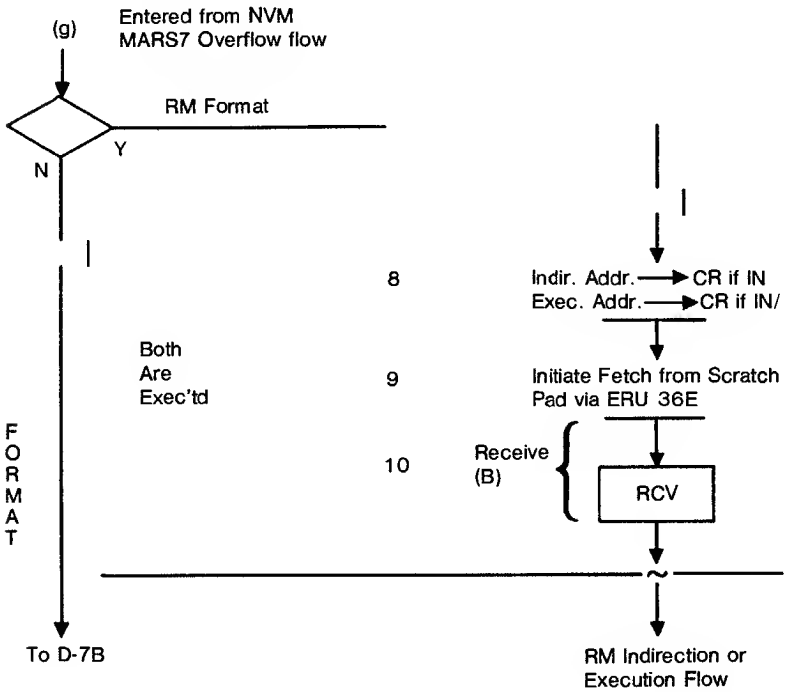 (g)
Entered from NVM
MARS7 Overflow flow
RM Format
Y
N
8
Indir. Addr. → CR if IN
Exec. Addr. → CR if IN/
Both
Are
Exec'td
9
Initiate Fetch from Scratch
Pad via ERU 36E
FORMAT
10
Receive
(B)
RCV
~
To D-7B
RM Indirection or
Execution Flow